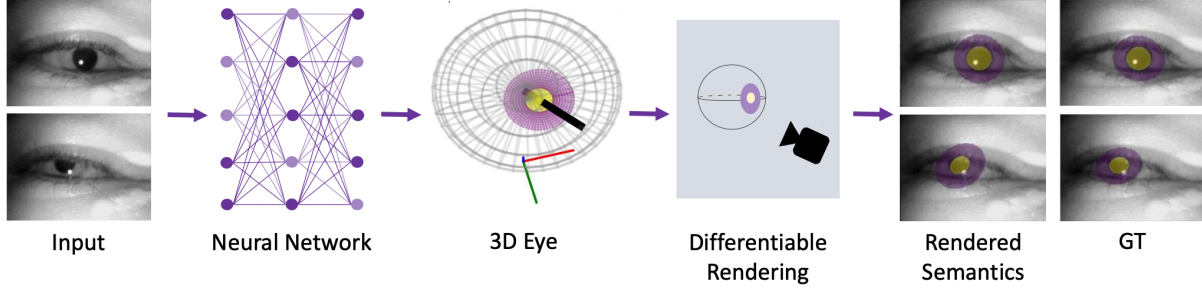 Input
Neural Network
3D Eye
Differentiable
Rendering
Rendered
Semantics
GT